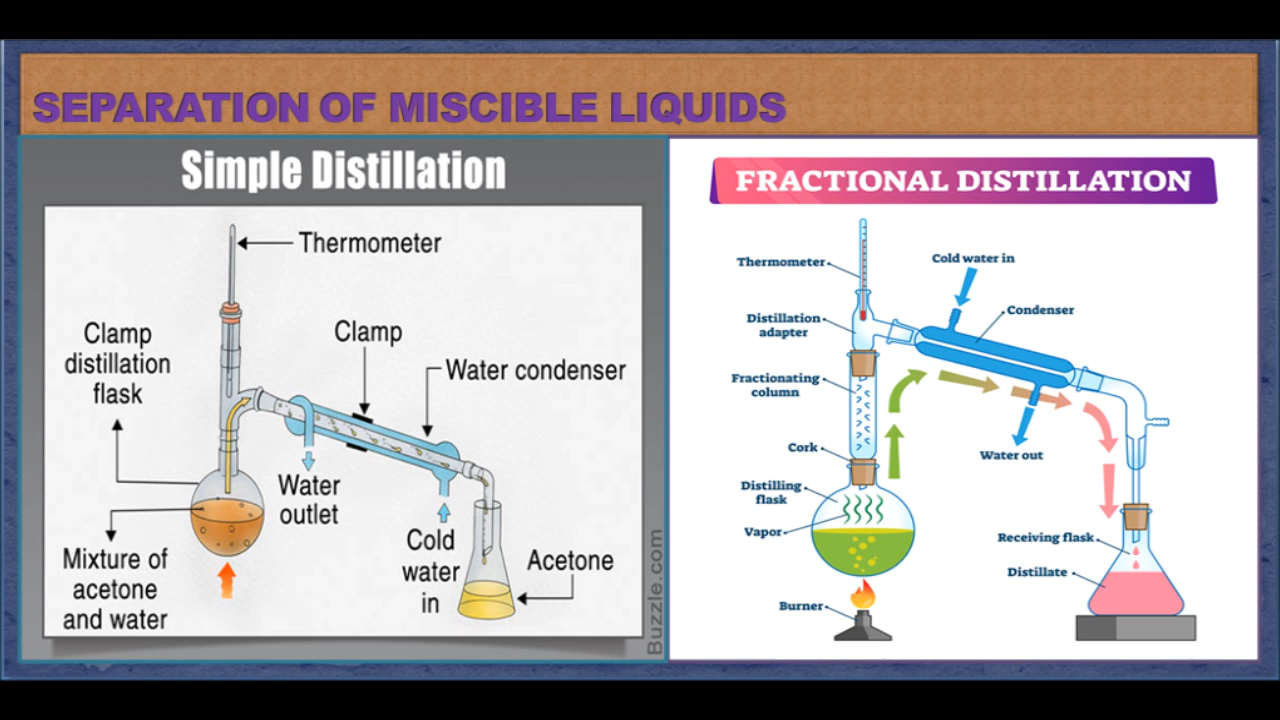 SEPARATION OF MISCIBLE LIQUIDS
Simple Distillation
Thermometer
Clamp
distillation
flask
Clamp
Water condenser
Water
outlet
Cold
water
in
Acetone
Mixture of
acetone
and water
Buzzle.com
FRACTIONAL DISTILLATION
Thermometer
Cold water in
Distillation
adapter
Condenser
Fractionating
column
Cork
Water out
Distilling
flask
Vapor
Receiving flask
Distillate
Burner